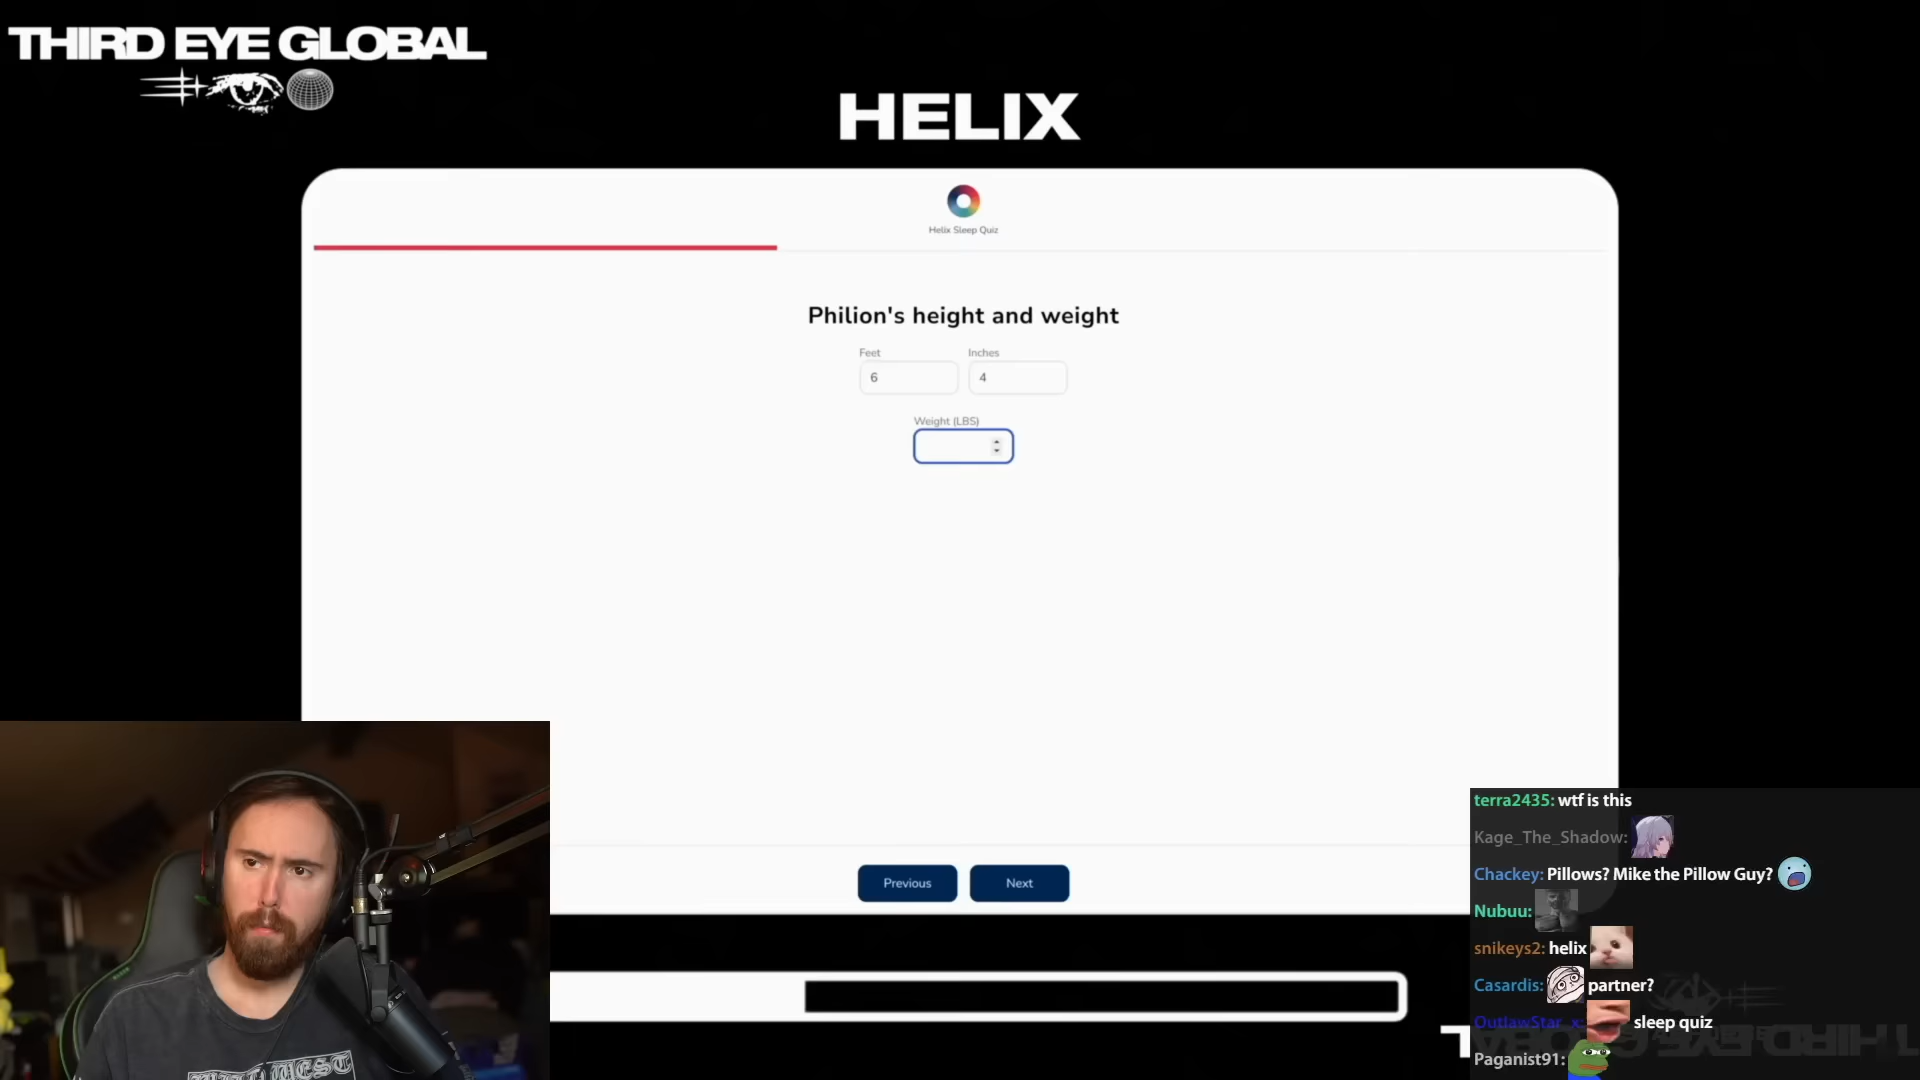 THIRD EYE GLOBAL
HELIX
Helix Sleep Quiz
Philion's height and weight
Feet
Inches
6
4
Weight (LBS)
Previous
Next
terra2435: wtf is this
Kage_The_Shadow:
Chackey: Pillows? Mike the Pillow Guy?
Nubuu:
snikeys2: helix
Casardis: partner?
OutlawStar_x: sleep quiz
Paganist91: